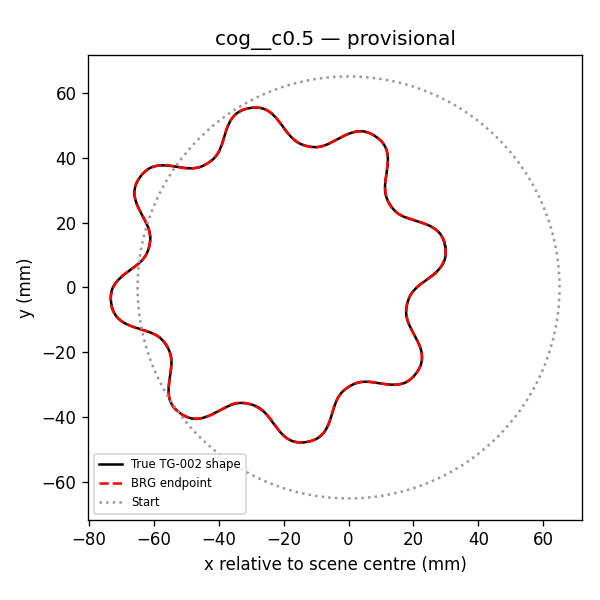 cog__c0.5 — provisional
y (mm)
60
40
20
0
−20
−40
−60
True TG-002 shape
BRG endpoint
Start
−80 −60 −40 −20 0 20 40 60
x relative to scene centre (mm)